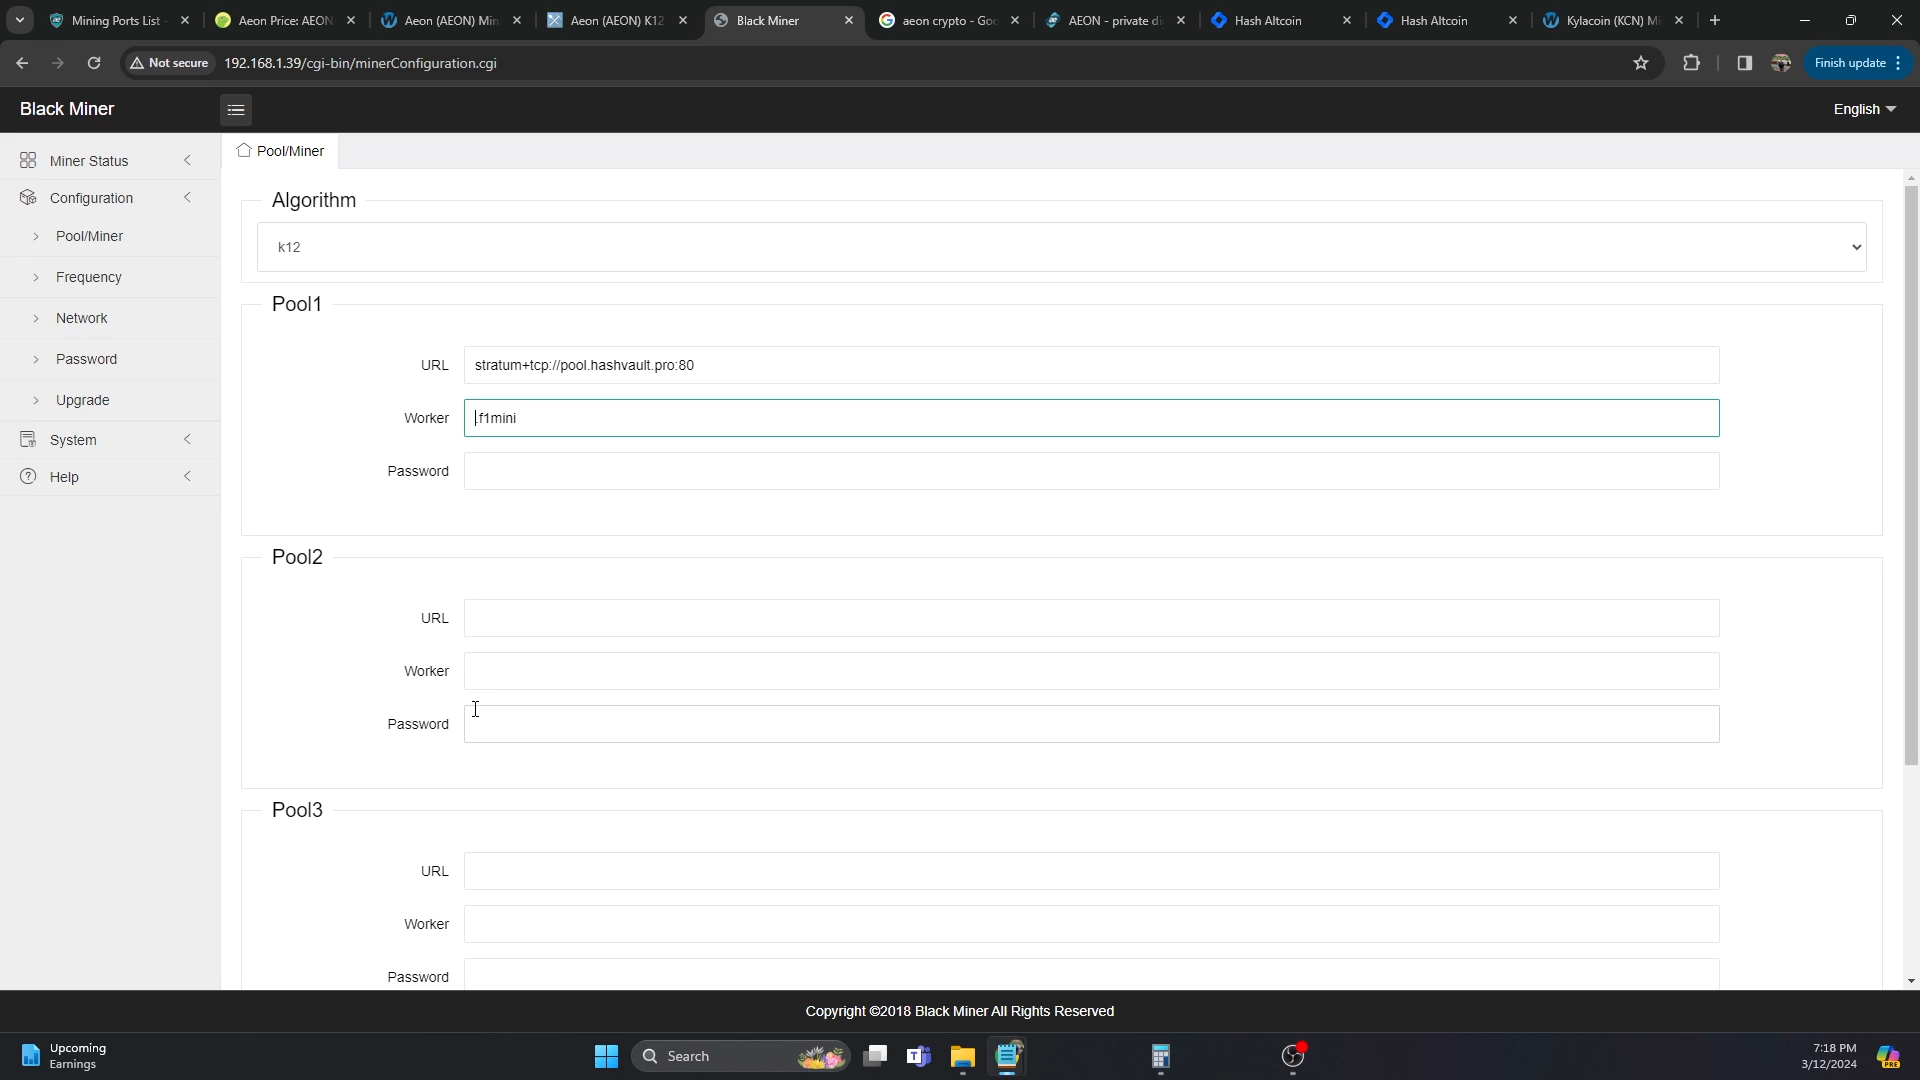 Mining Ports List -
Aeon Price: AEON
Aeon (AEON) Min
Aeon (AEON) K12
Black Miner
aeon crypto - Goo
AEON - private di
Hash Altcoin
Hash Altcoin
Kylacoin (KCN) Mi
Not secure
192.168.1.39/cgi-bin/minerConfiguration.cgi
Finish update
Black Miner
English
Miner Status
Pool/Miner
Configuration
Algorithm
Pool/Miner
k12
Frequency
Pool1
Network
Password
URL
stratum+tcp://pool.hashvault.pro:80
Upgrade
Worker
.f1mini
System
Password
Help
Pool2
URL
Worker
Password
Pool3
URL
Worker
Password
Copyright ©2018 Black Miner All Rights Reserved
Upcoming
Earnings
Search
7:18 PM
3/12/2024
PRE